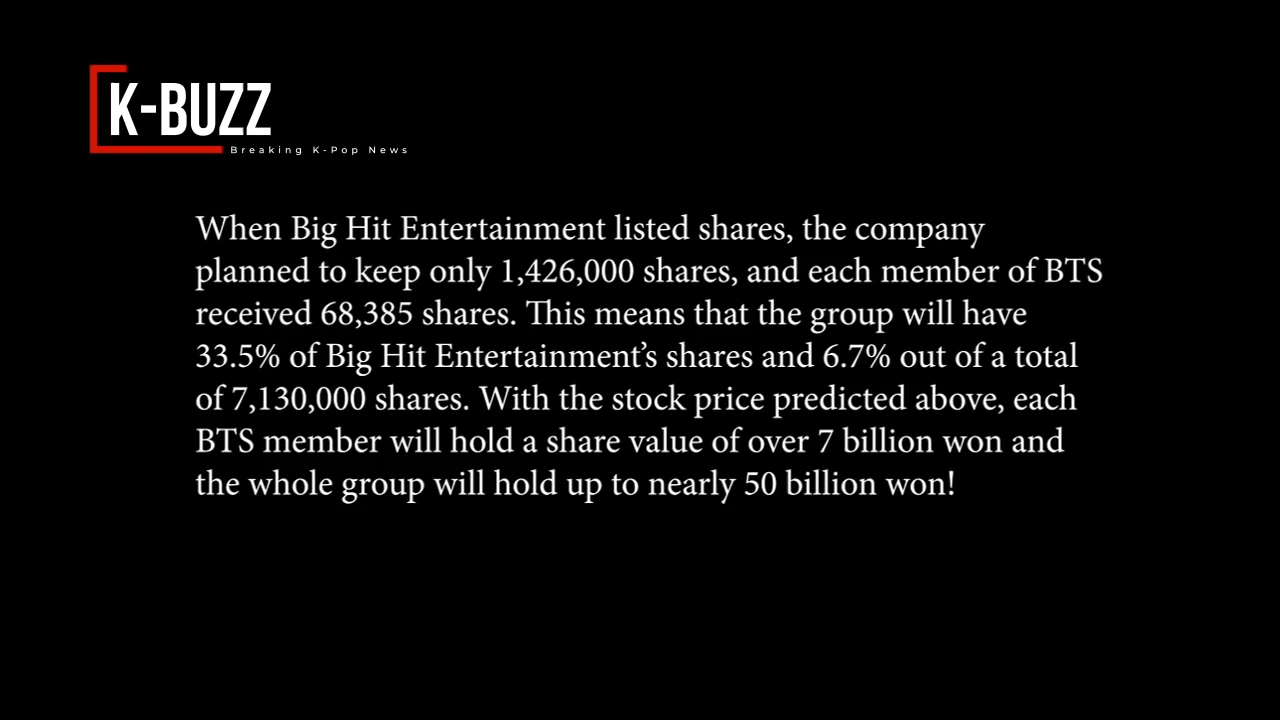 K-BUZZ
Breaking K-Pop News
When Big Hit Entertainment listed shares, the company
planned to keep only 1,426,000 shares, and each member of BTS
received 68,385 shares. This means that the group will have
33.5% of Big Hit Entertainment’s shares and 6.7% out of a total
of 7,130,000 shares. With the stock price predicted above, each
BTS member will hold a share value of over 7 billion won and
the whole group will hold up to nearly 50 billion won!